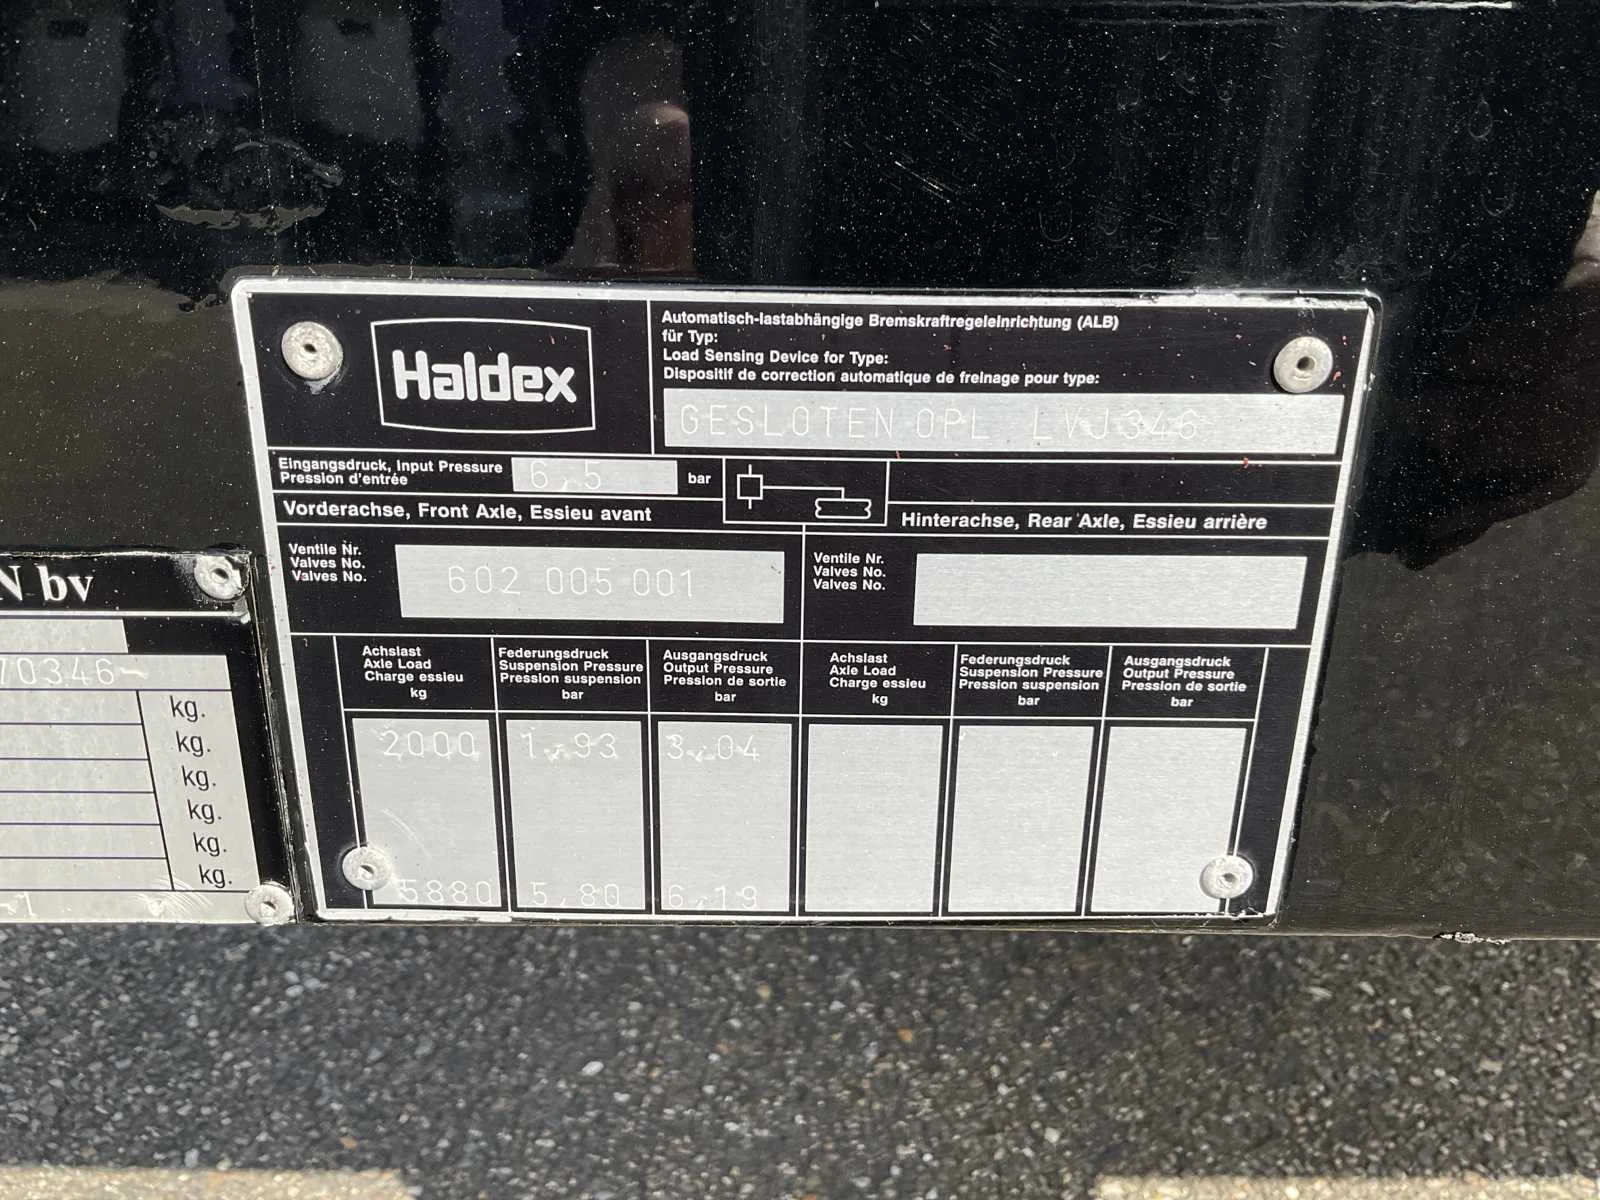 Haldex
Automatisch-lastabhängige Bremskraftregeleinrichtung (ALB)
für Typ:
Load Sensing Device for Type:
Dispositif de correction automatique de freinage pour type:
GESLOTEN OPL LVJ346
Eingangsdruck, Input Pressure
Pression d'entrée
6,5 bar
Vorderachse, Front Axle, Essieu avant
Hinterachse, Rear Axle, Essieu arrière
Ventile Nr.
Valves No.
Valves No.
602 005 001
Ventile Nr.
Valves No.
Valves No.
Achslast
Axle Load
Charge essieu
kg
Federungsdruck
Suspension Pressure
Pression suspension
bar
Ausgangsdruck
Output Pressure
Pression de sortie
bar
Achslast
Axle Load
Charge essieu
kg
Federungsdruck
Suspension Pressure
Pression suspension
bar
Ausgangsdruck
Output Pressure
Pression de sortie
bar
2000 1,93 3,04
5880 5,80 6,19
N bv
70346~
kg.
kg.
kg.
kg.
kg.
kg.
-1